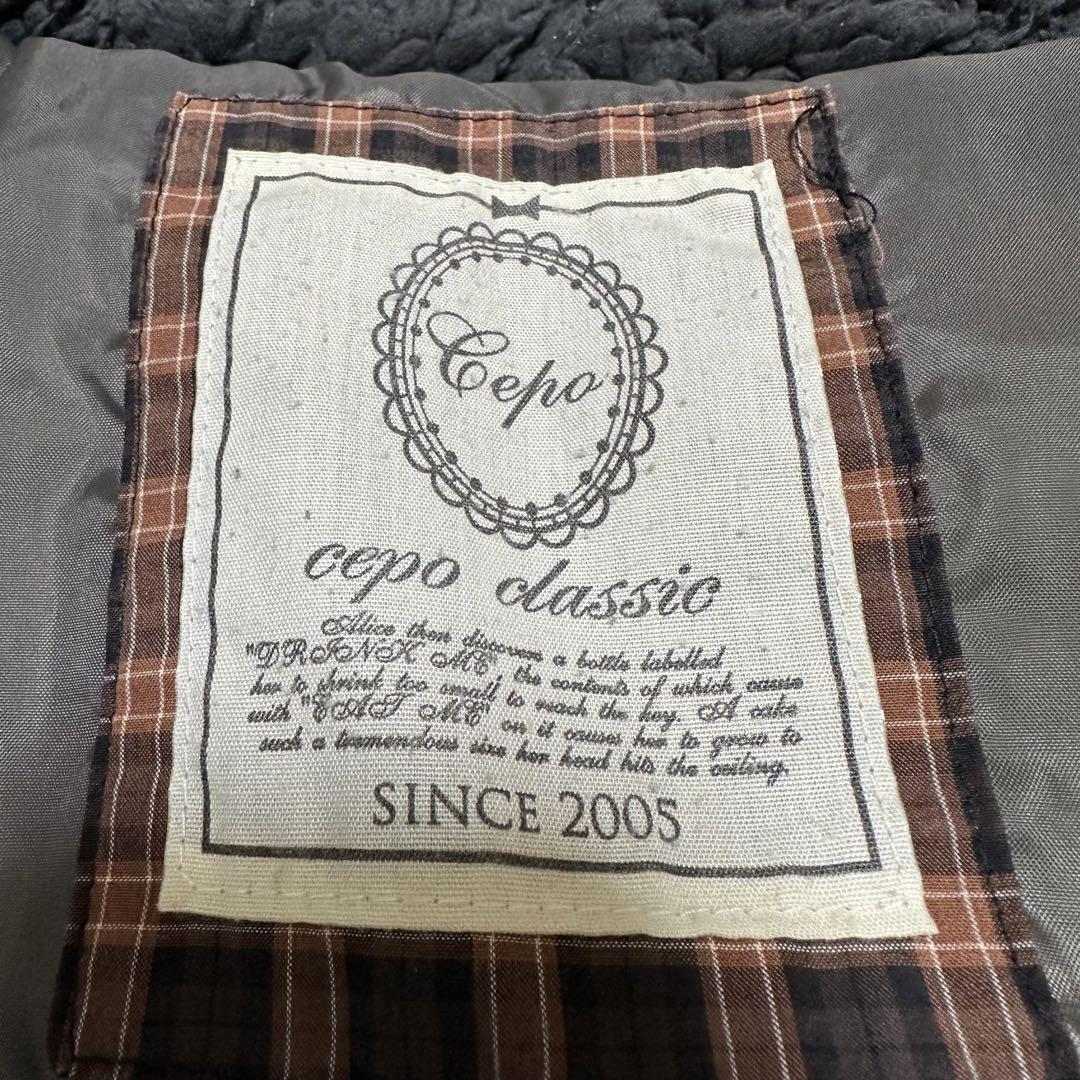 Cepo
cepo classic
Alice then discovers a bottle labelled
"DRINK ME", the contents of which cause
her to shrink too small to reach the key. A cake
with "EAT ME" on it causes her to grow to
such a tremendous size her head hits the ceiling.
SINCE 2005